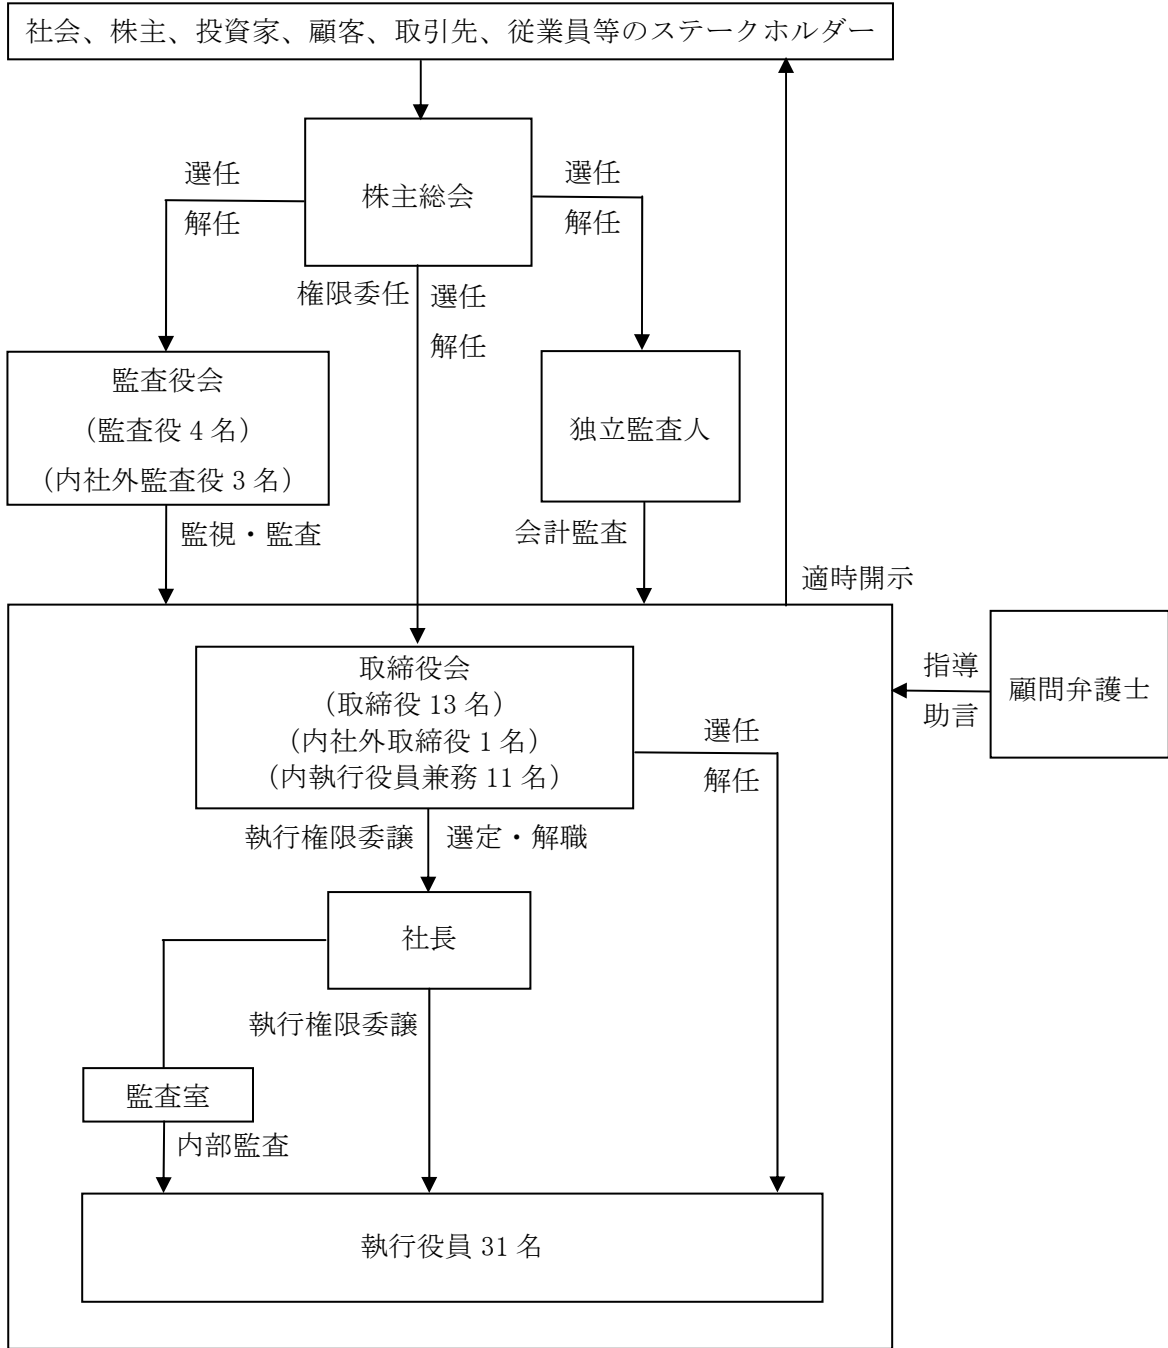 社会、株主、投資家、顧客、取引先、従業員等のステークホルダー
株主総会
選任
解任
選任
解任
権限委任
選任
解任
監査役会
(監査役 4 名)
(内社外監査役 3 名)
独立監査人
監視・監査
会計監査
適時開示
取締役会
(取締役 13 名)
(内社外取締役 1 名)
(内執行役員兼務 11 名)
選任
解任
指導
助言
顧問弁護士
執行権限委譲
選定・解職
社長
執行権限委譲
監査室
内部監査
執行役員 31 名